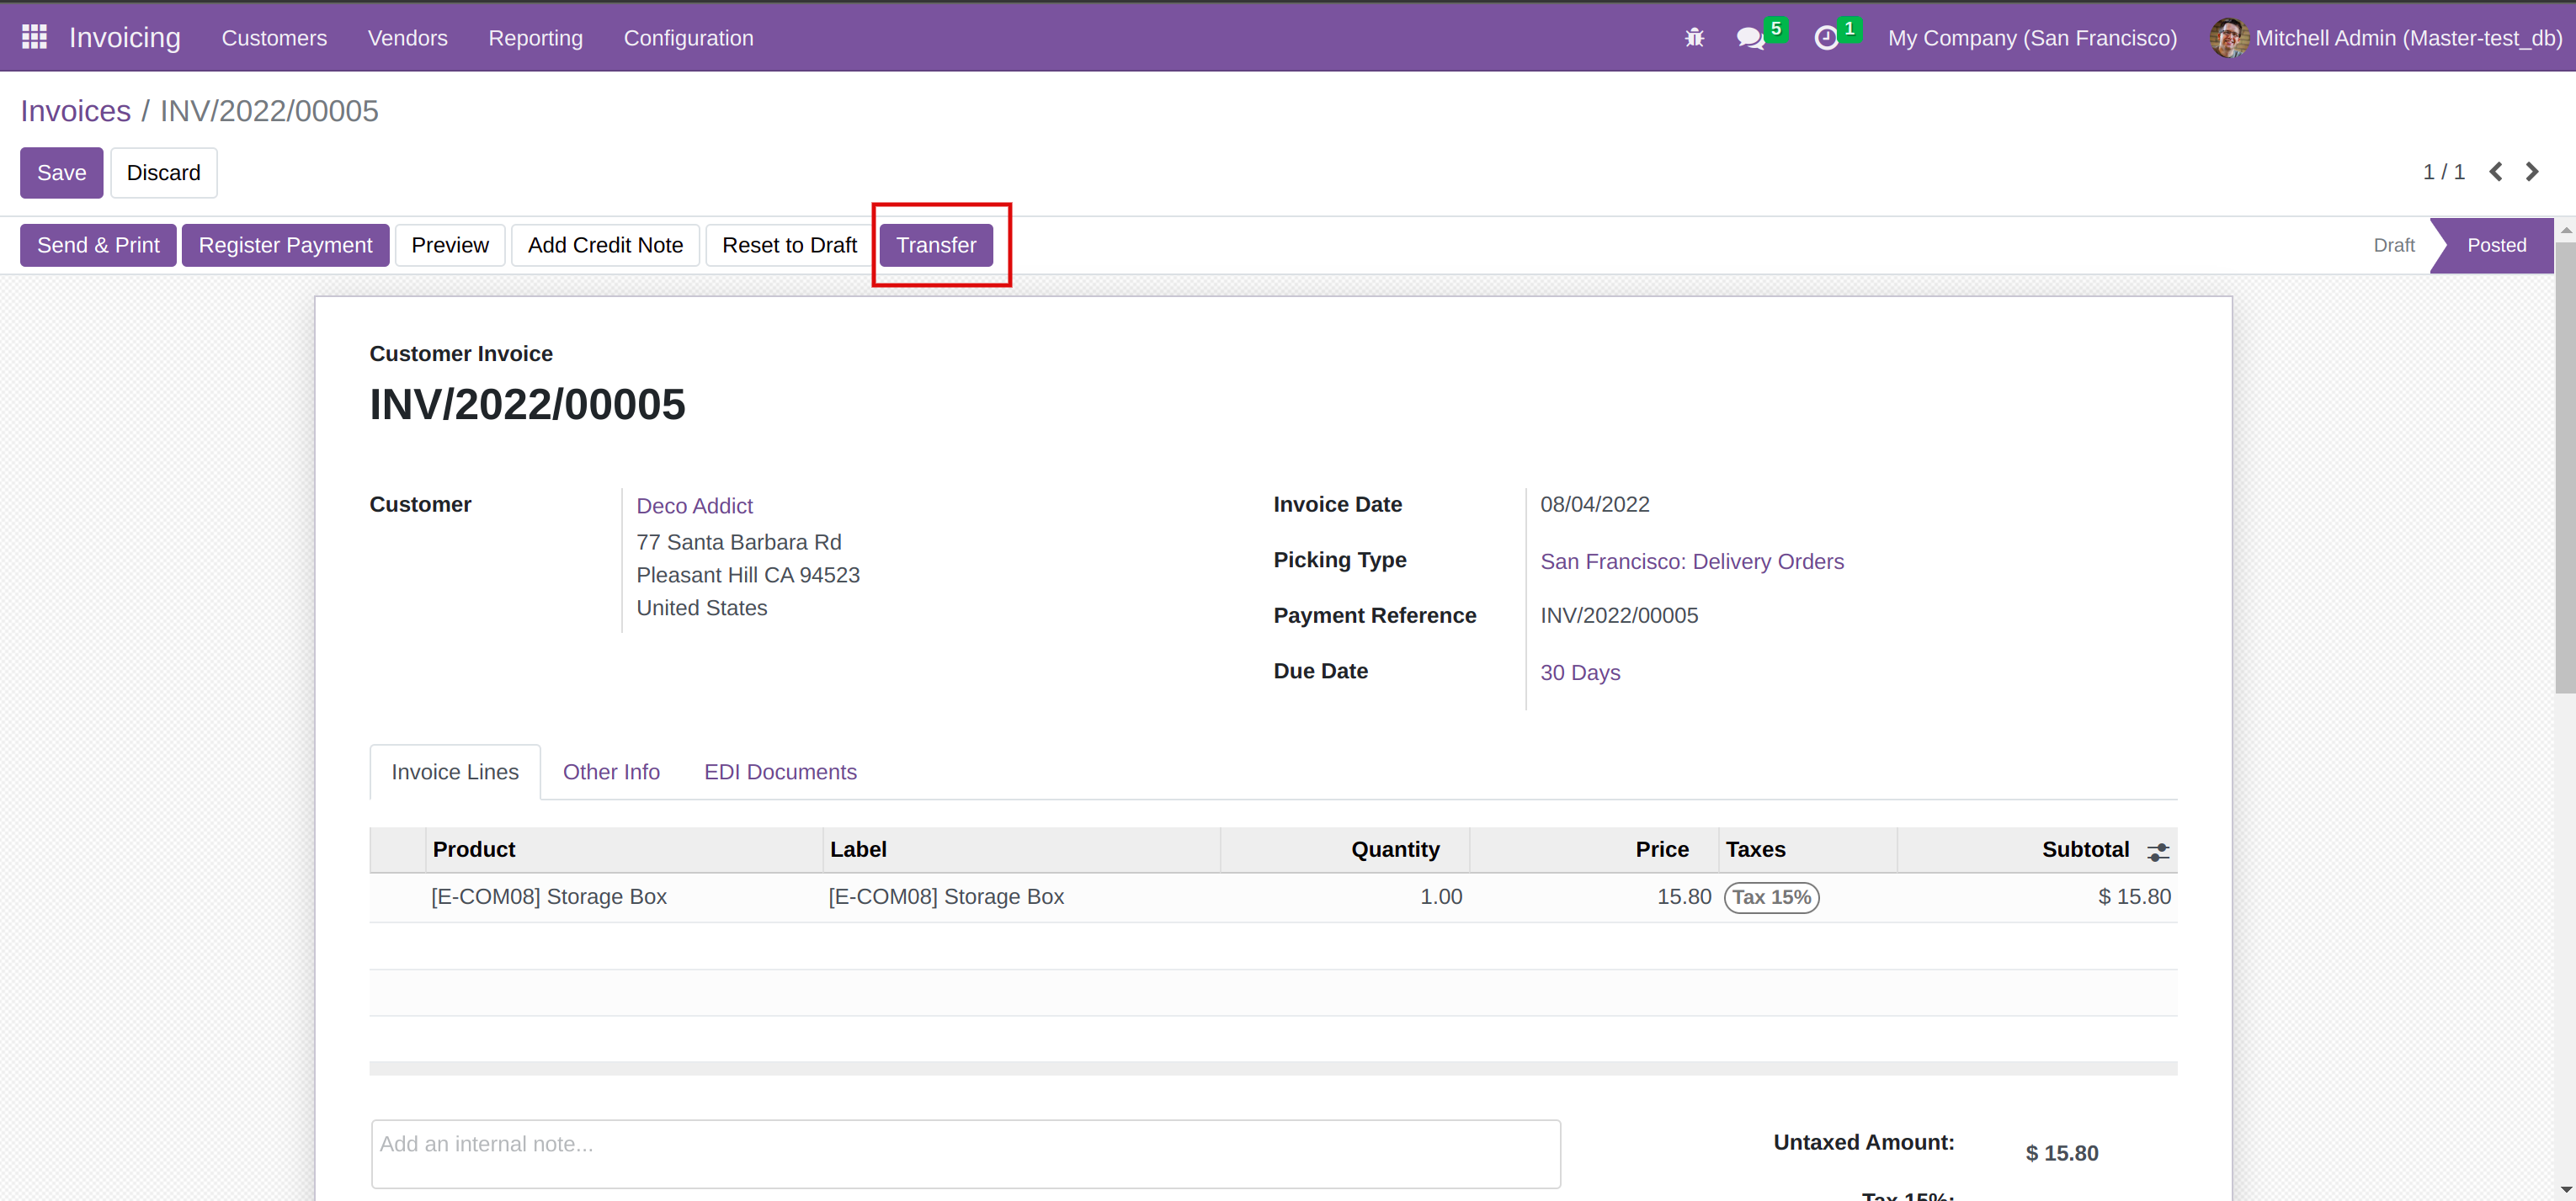 Invoicing Customers Vendors Reporting Configuration 5 1 My Company (San Francisco) Mitchell Admin (Master-test_db)
Invoices / INV/2022/00005
Save Discard 1 / 1
Send & Print Register Payment Preview Add Credit Note Reset to Draft Transfer Draft Posted
Customer Invoice
INV/2022/00005
Customer Deco Addict
77 Santa Barbara Rd
Pleasant Hill CA 94523
United States
Invoice Date 08/04/2022
Picking Type San Francisco: Delivery Orders
Payment Reference INV/2022/00005
Due Date 30 Days
Invoice Lines Other Info EDI Documents
Product Label Quantity Price Taxes Subtotal
[E-COM08] Storage Box [E-COM08] Storage Box 1.00 15.80 Tax 15% $ 15.80
Add an internal note...
Untaxed Amount: $ 15.80
Tax 15%: